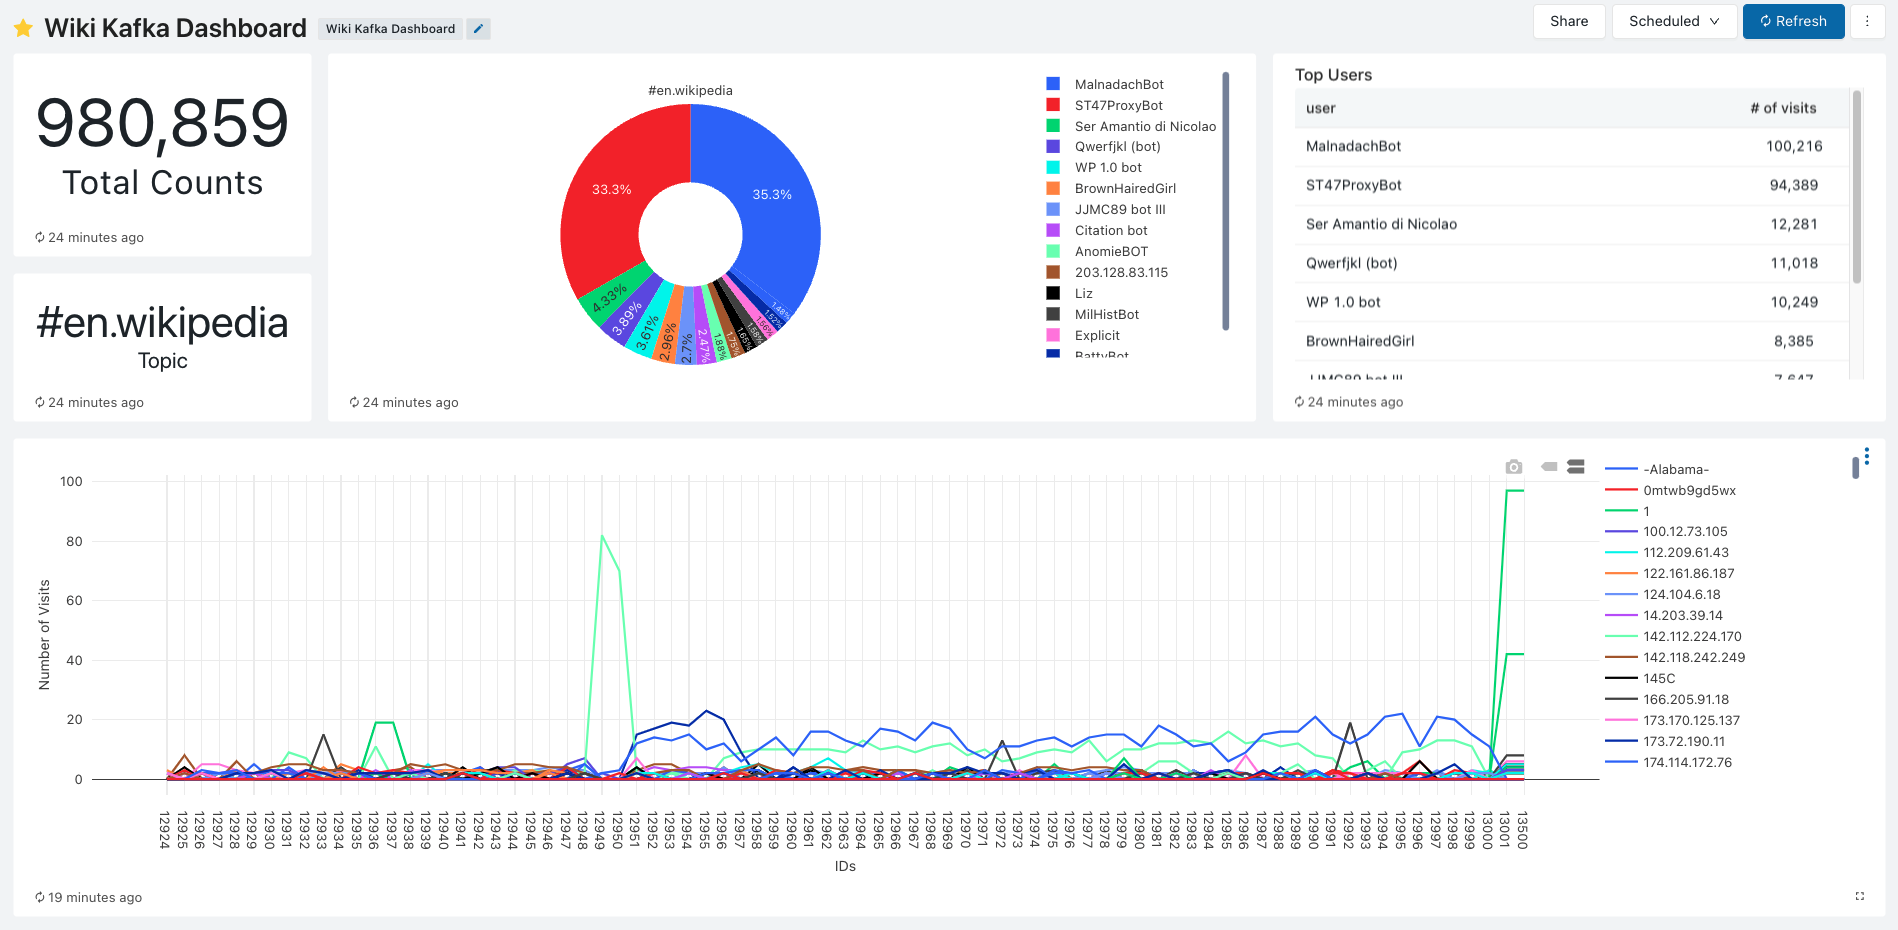 Wiki Kafka Dashboard
Wiki Kafka Dashboard
Share
Scheduled
Refresh
980,859
Total Counts
24 minutes ago
#en.wikipedia
Topic
24 minutes ago
#en.wikipedia
35.3%
33.3%
4.33%
3.89%
3.61%
2.96%
2.7%
2.47%
1.88%
1.75%
1.65%
1.58%
1.56%
1.52%
1.48%
MalnadachBot
ST47ProxyBot
Ser Amantio di Nicolao
Qwerfjkl (bot)
WP 1.0 bot
BrownHairedGirl
JJMC89 bot III
Citation bot
AnomieBOT
203.128.83.115
Liz
MilHistBot
Explicit
BattyBot
24 minutes ago
Top Users
user # of visits
MalnadachBot 100,216
ST47ProxyBot 94,389
Ser Amantio di Nicolao 12,281
Qwerfjkl (bot) 11,018
WP 1.0 bot 10,249
BrownHairedGirl 8,385
JJMC89 bot III 7,647
24 minutes ago
Number of Visits
100
80
60
40
20
0
12924
12925
12926
12927
12928
12929
12930
12931
12932
12933
12934
12935
12936
12937
12938
12939
12940
12941
12942
12943
12944
12945
12946
12947
12948
12949
12950
12951
12952
12953
12954
12955
12956
12957
12958
12959
12960
12961
12962
12963
12964
12965
12966
12967
12968
12969
12970
12971
12972
12973
12974
12975
12976
12977
12978
12979
12980
12981
12982
12983
12984
12985
12986
12987
12988
12989
12990
12991
12992
12993
12994
12995
12996
12997
12998
12999
13000
13001
13500
IDs
-Alabama-
0mtwb9gd5wx
1
100.12.73.105
112.209.61.43
122.161.86.187
124.104.6.18
14.203.39.14
142.112.224.170
142.118.242.249
145C
166.205.91.18
173.170.125.137
173.72.190.11
174.114.172.76
19 minutes ago